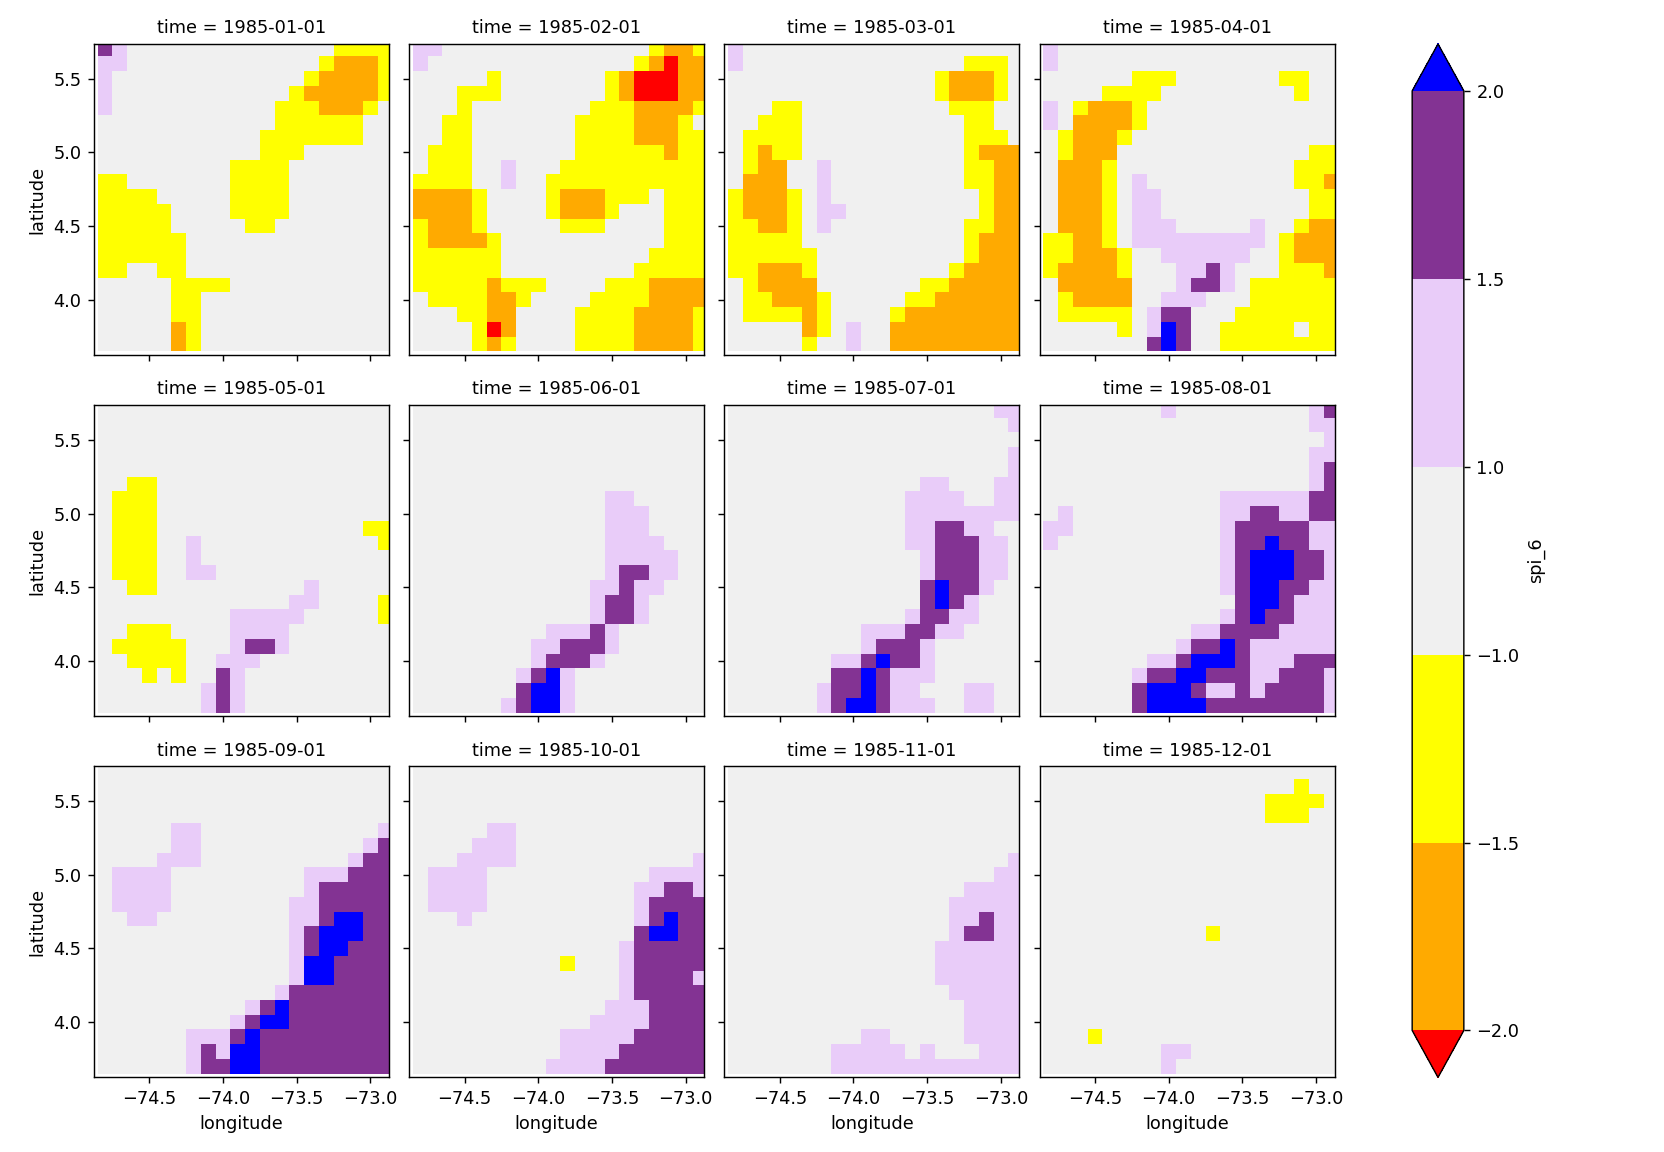 time = 1985-01-01
time = 1985-02-01
time = 1985-03-01
time = 1985-04-01
5.5
5.0
4.5
4.0
latitude
time = 1985-05-01
time = 1985-06-01
time = 1985-07-01
time = 1985-08-01
5.5
5.0
4.5
4.0
latitude
time = 1985-09-01
time = 1985-10-01
time = 1985-11-01
time = 1985-12-01
5.5
5.0
4.5
4.0
latitude
−74.5 −74.0 −73.5 −73.0
−74.5 −74.0 −73.5 −73.0
−74.5 −74.0 −73.5 −73.0
−74.5 −74.0 −73.5 −73.0
longitude
longitude
longitude
longitude
2.0
1.5
1.0
−1.0
−1.5
−2.0
spi_6